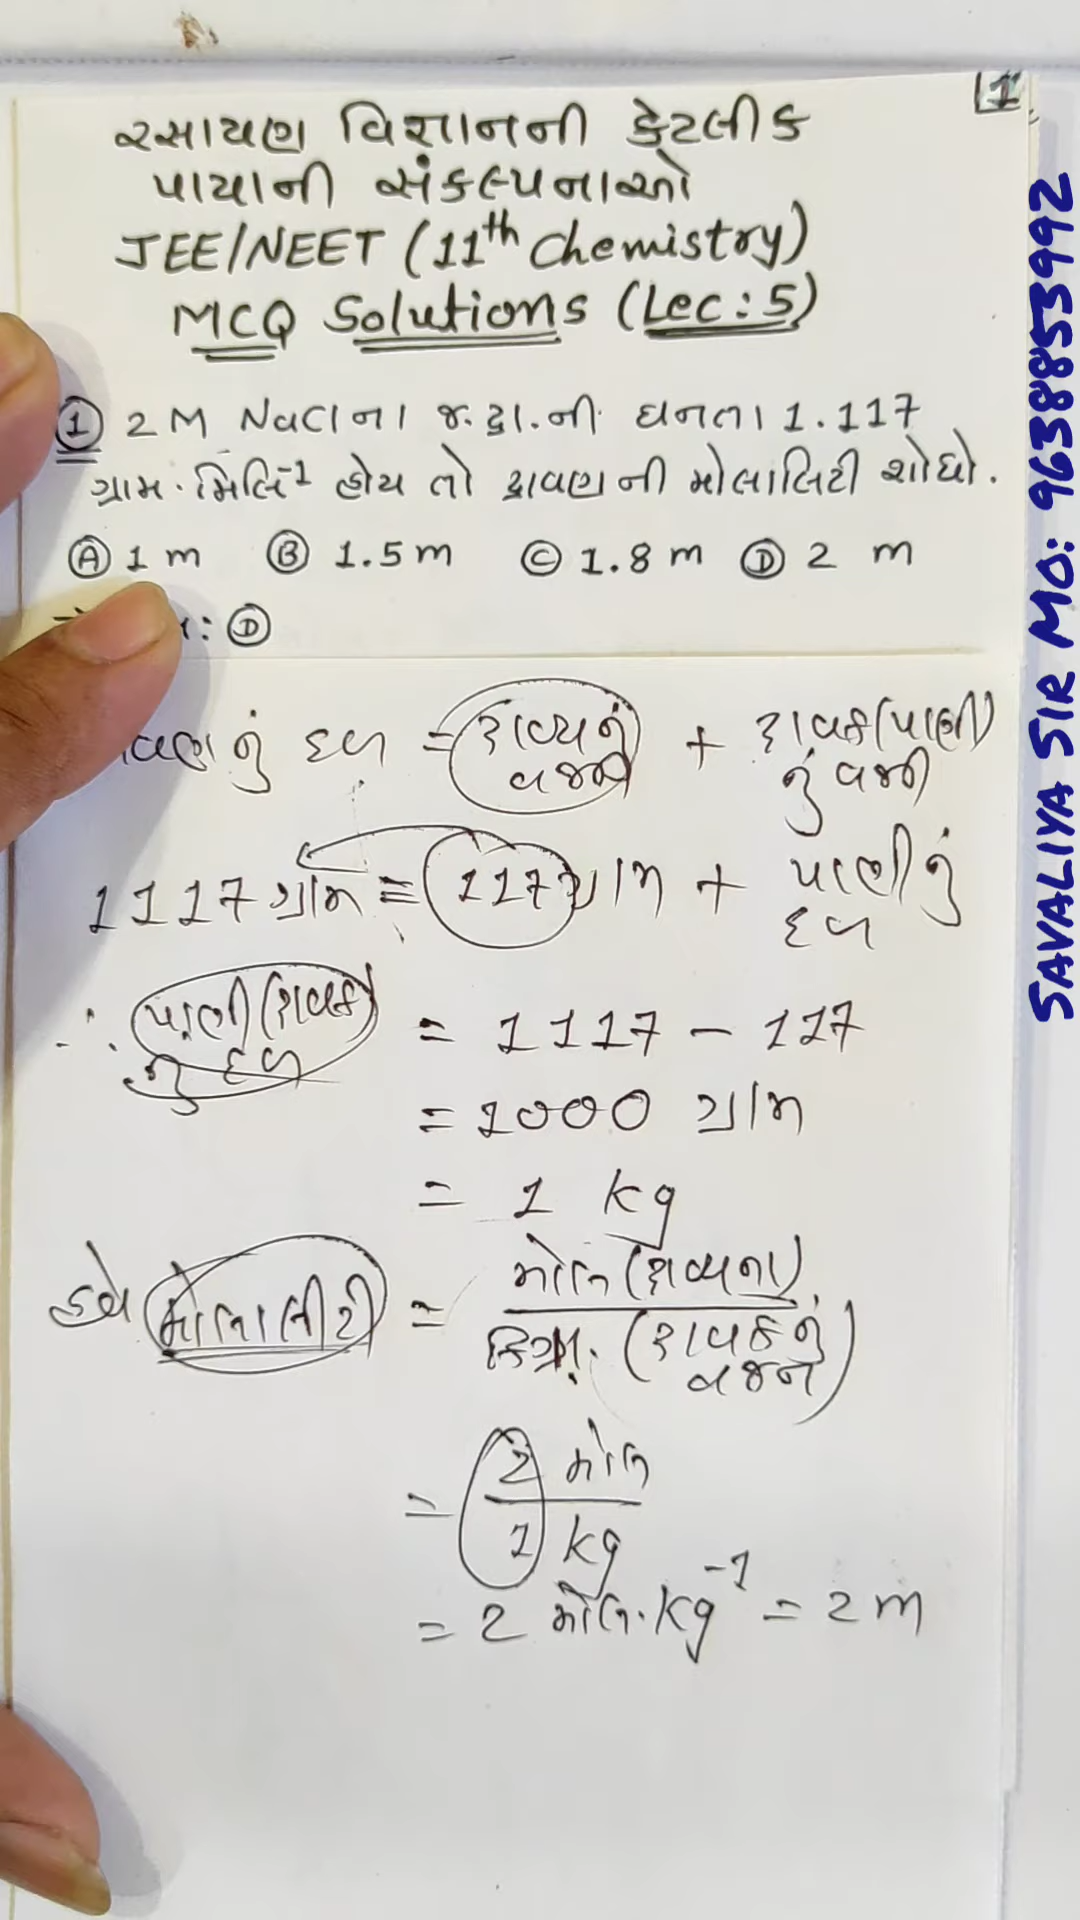 1
રસાયણ વિજ્ઞાનની કેટલીક
પાયાની સંકલ્પનાઓ
JEE/NEET (11th Chemistry)
MCQ Solutions (Lec:5)
① 2M NaClના જ.દ્રા.ની ઘનતા 1.117
ગ્રામ.મિલિ-1 હોય તો દ્રાવણની મોલાલિટી શોધો.
Ⓐ 1 m Ⓑ 1.5 m Ⓒ 1.8 m Ⓓ 2 m
: Ⓓ
નું દળ = દ્રાવ્યનું વજન + દ્રાવક(પાણી)નું વજન
1117 ગ્રામ = 117 ગ્રામ + પાણીનું દળ
∴ પાણી(દ્રાવક)નું દળ = 1117 - 117
= 1000 ગ્રામ
= 1 kg
હવે મોલાલીટી = મોલ (દ્રાવ્યના)
કિગ્રા. (દ્રાવકનું વજન)
= 2 મોલ
1 kg
= 2 મોલ.kg-1 = 2 m
SAVALIYA SIR MO: 9638853992